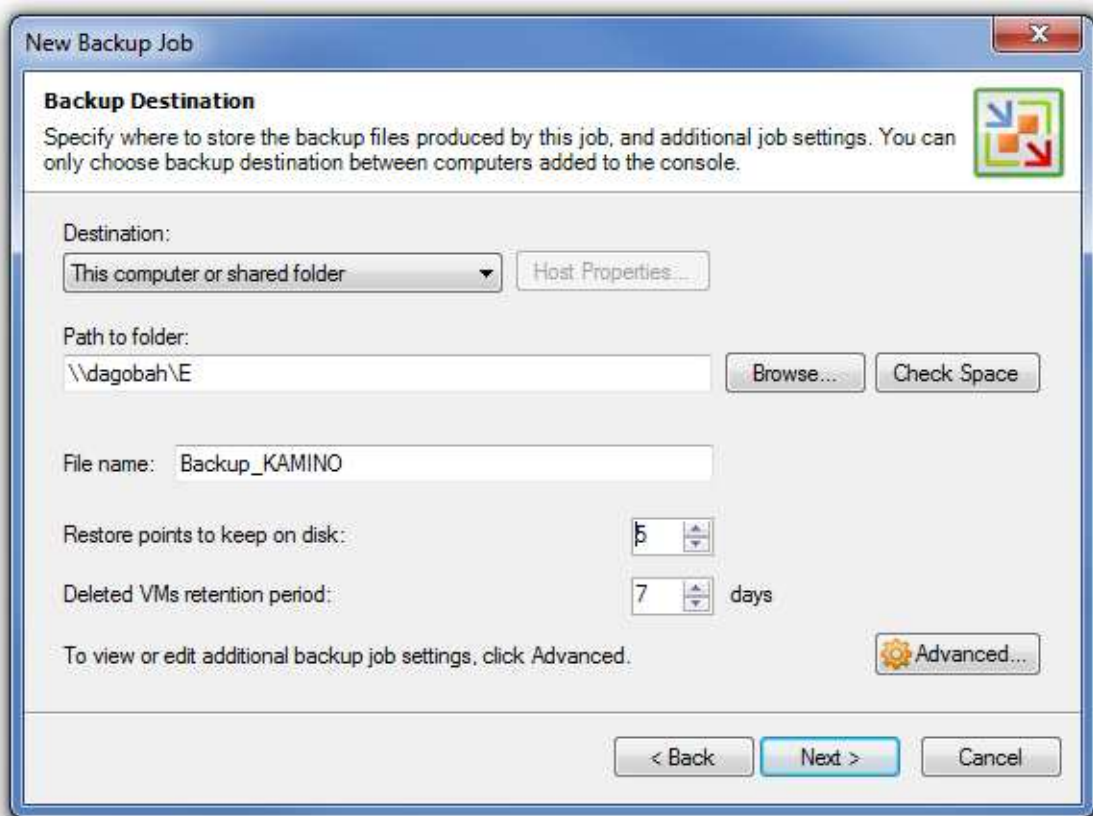 New Backup Job
Backup Destination
Specify where to store the backup files produced by this job, and additional job settings. You can
only choose backup destination between computers added to the console.
Destination:
This computer or shared folder
Host Properties...
Path to folder:
\\dagobah\E
Browse...
Check Space
File name:
Backup_KAMINO
Restore points to keep on disk:
5
Deleted VMs retention period:
7
days
To view or edit additional backup job settings, click Advanced.
Advanced...
< Back
Next >
Cancel